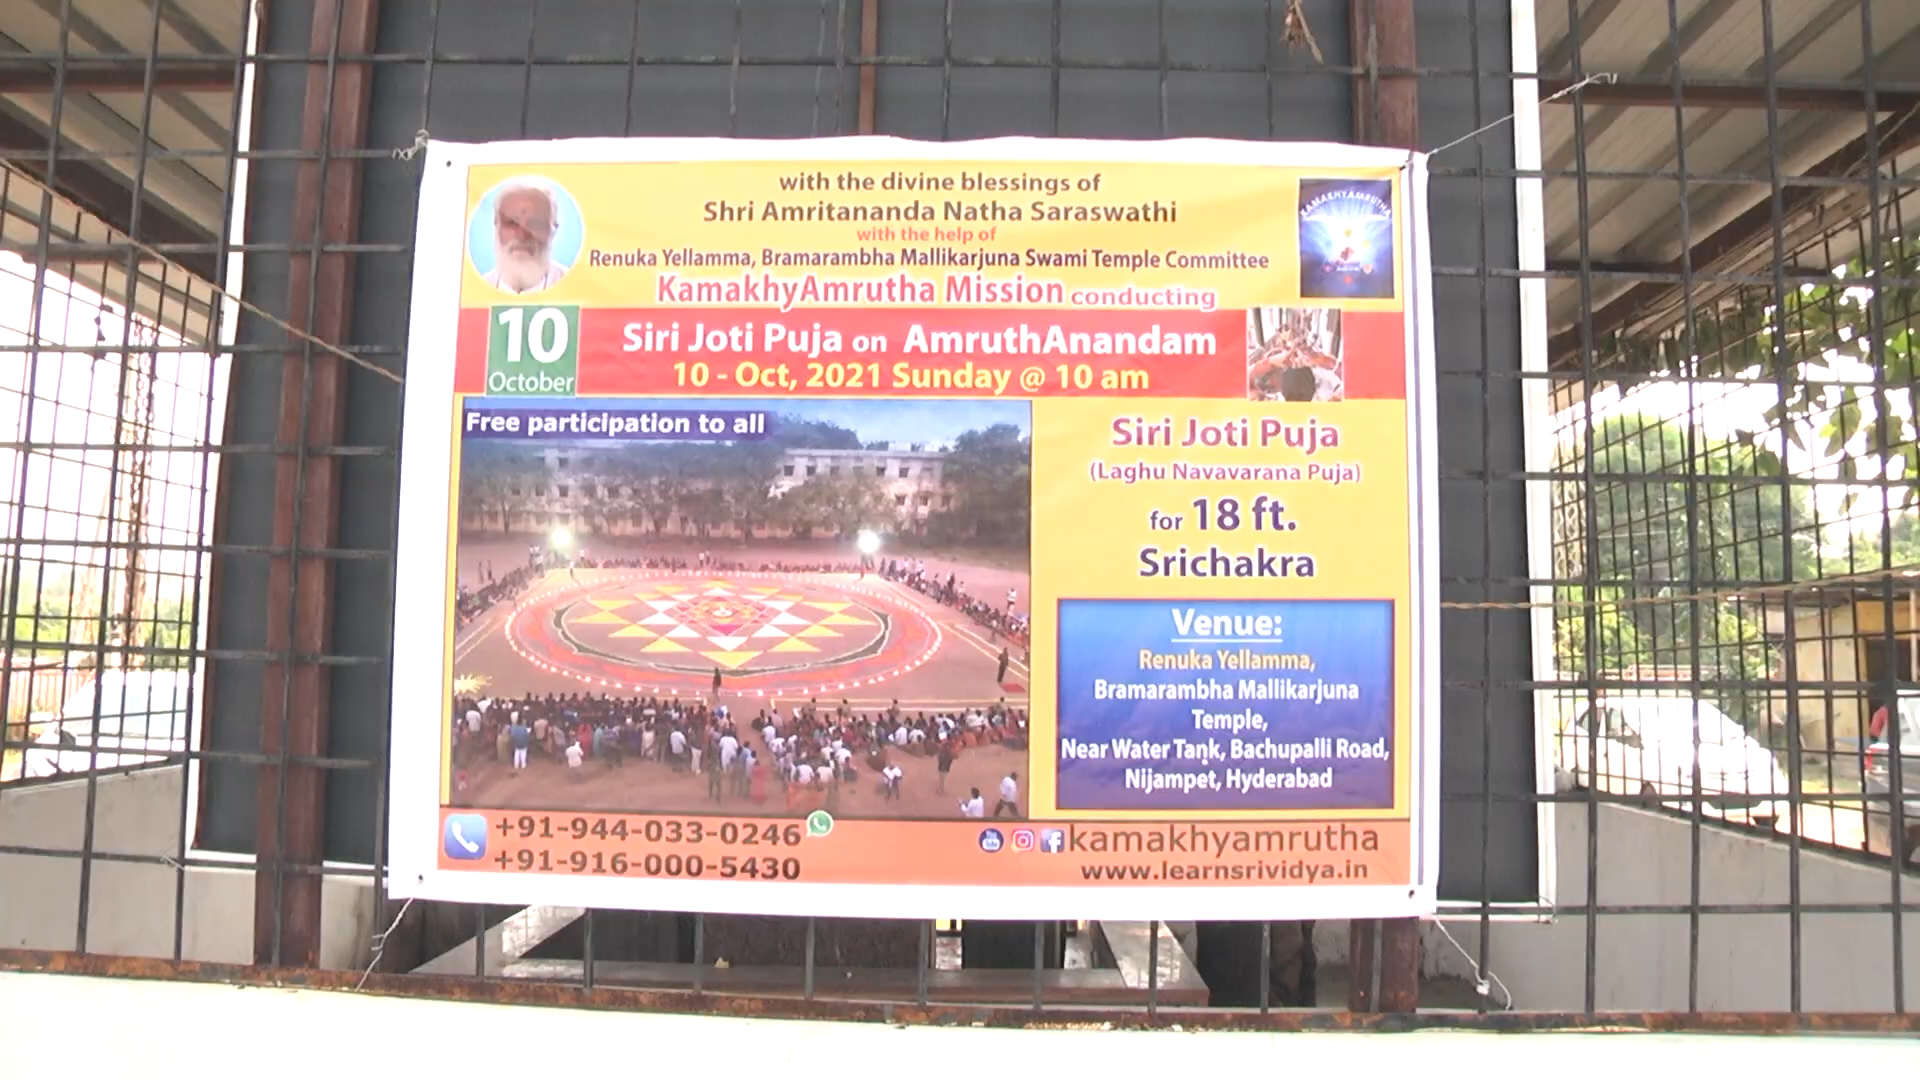 with the divine blessings of
Shri Amritananda Natha Saraswathi
with the help of
Renuka Yellamma, Bramarambha Mallikarjuna Swami Temple Committee
KamakhyAmrutha Mission conducting
KAMAKHYAMRUTHA
10
October
Siri Joti Puja on AmruthAnandam
10 - Oct, 2021 Sunday @ 10 am
Free participation to all
Siri Joti Puja
(Laghu Navavarana Puja)
for 18 ft.
Srichakra
Venue:
Renuka Yellamma,
Bramarambha Mallikarjuna
Temple,
Near Water Tank, Bachupalli Road,
Nijampet, Hyderabad
+91-944-033-0246
+91-916-000-5430
kamakhyamrutha
www.learnsrividya.in